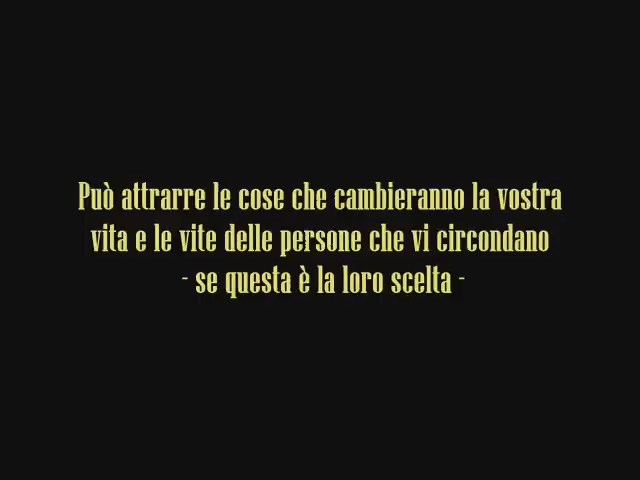 Può attrarre le cose che cambieranno la vostra
vita e le vite delle persone che vi circondano
- se questa è la loro scelta -